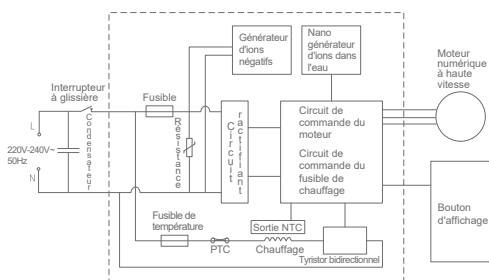 Générateur
d'ions
négatifs
Nano
générateur
d'ions dans
l'eau
Moteur
numérique
à haute
vitesse
Interrupteur
à glissière
Fusible
L
220V-240V~
50Hz
N
Condensateur
Résistance
Circuit
ractifiant
Circuit de
commande du
moteur
Circuit de
commande du
fusible de
chauffage
Bouton
d'affichage
Fusible de
température
PTC
Chauffage
Sortie NTC
Tyristor bidirectionnel